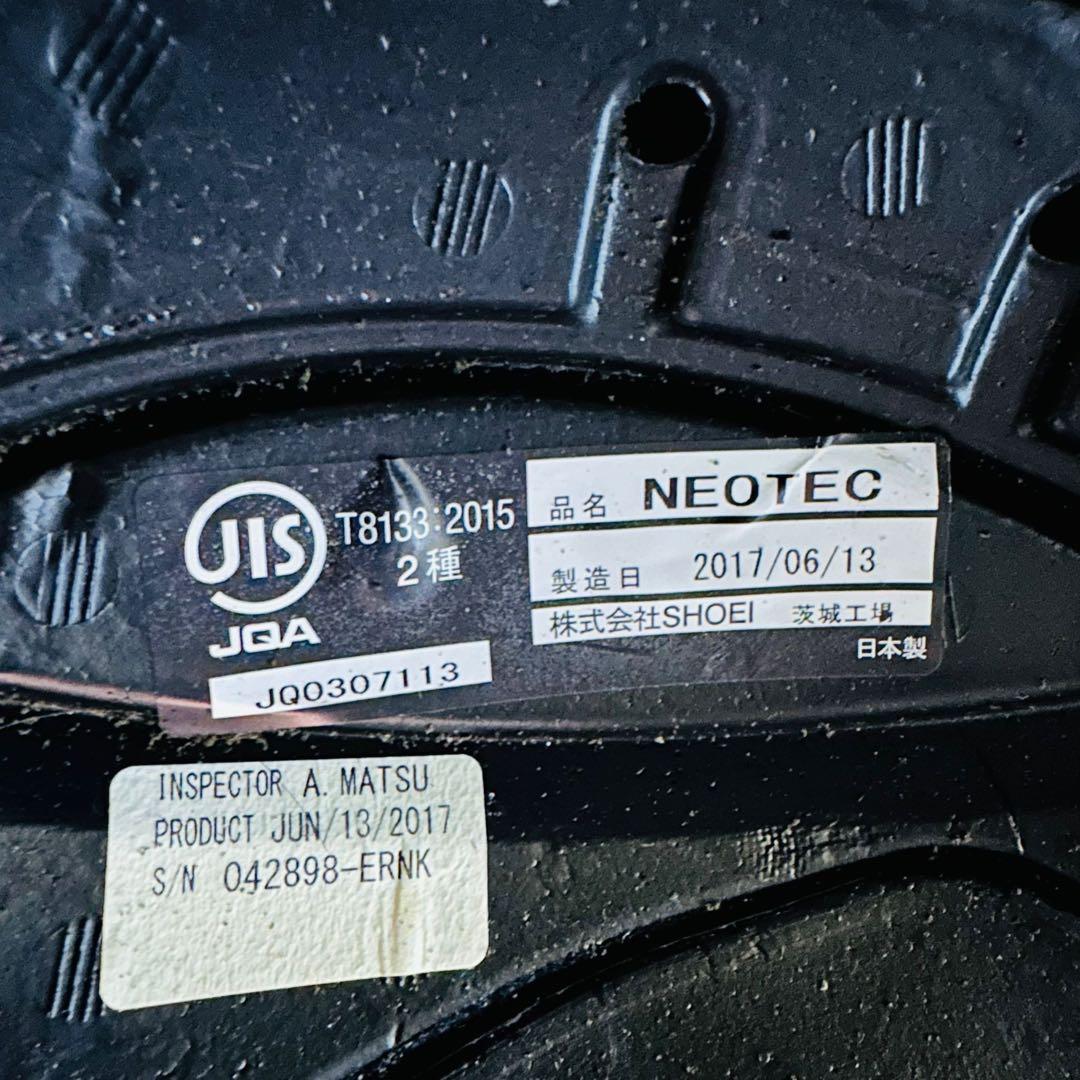 JIS
T8133:2015
2種
JQA
JQ0307113
品名 NEOTEC
製造日 2017/06/13
株式会社SHOEI 茨城工場
日本製
INSPECTOR A. MATSU
PRODUCT JUN/13/2017
S/N 042898-ERNK